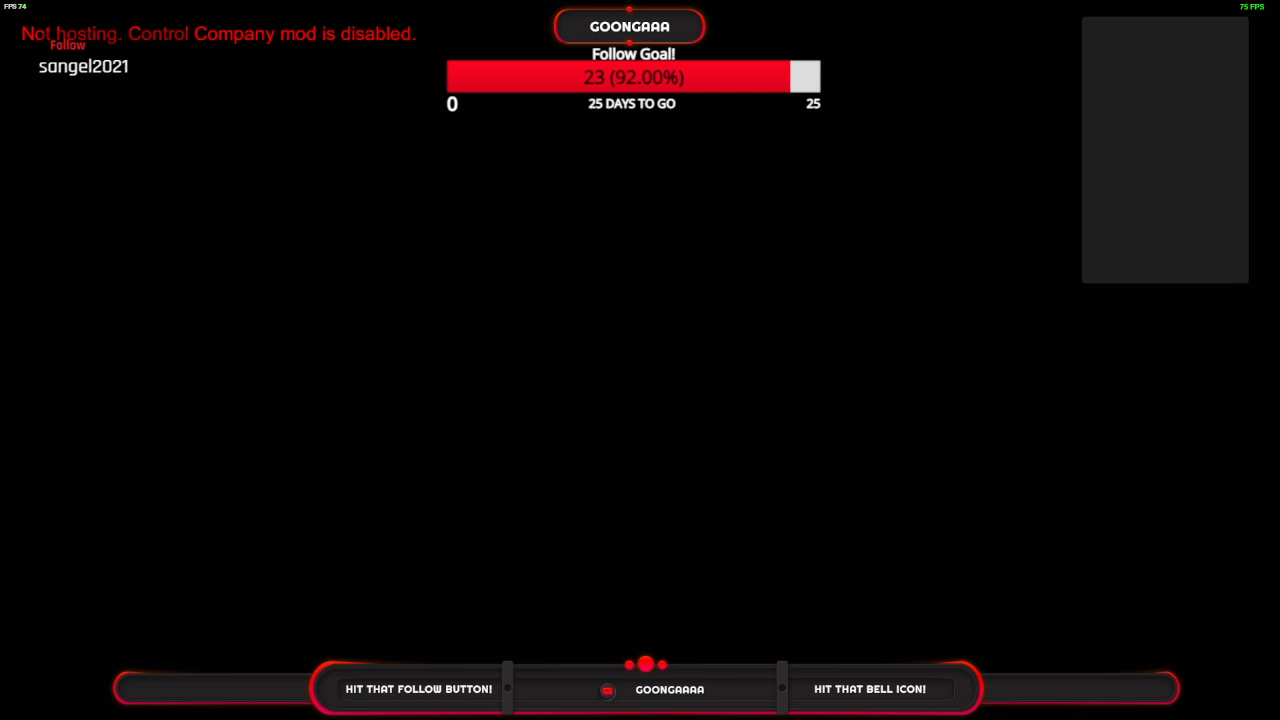 FPS 74
75 FPS
Not hosting. Control Company mod is disabled.
Follow
sangel2021
GOONGAAA
Follow Goal!
23 (92.00%)
0
25 DAYS TO GO
25
HIT THAT FOLLOW BUTTON!
GOONGAAAA
HIT THAT BELL ICON!